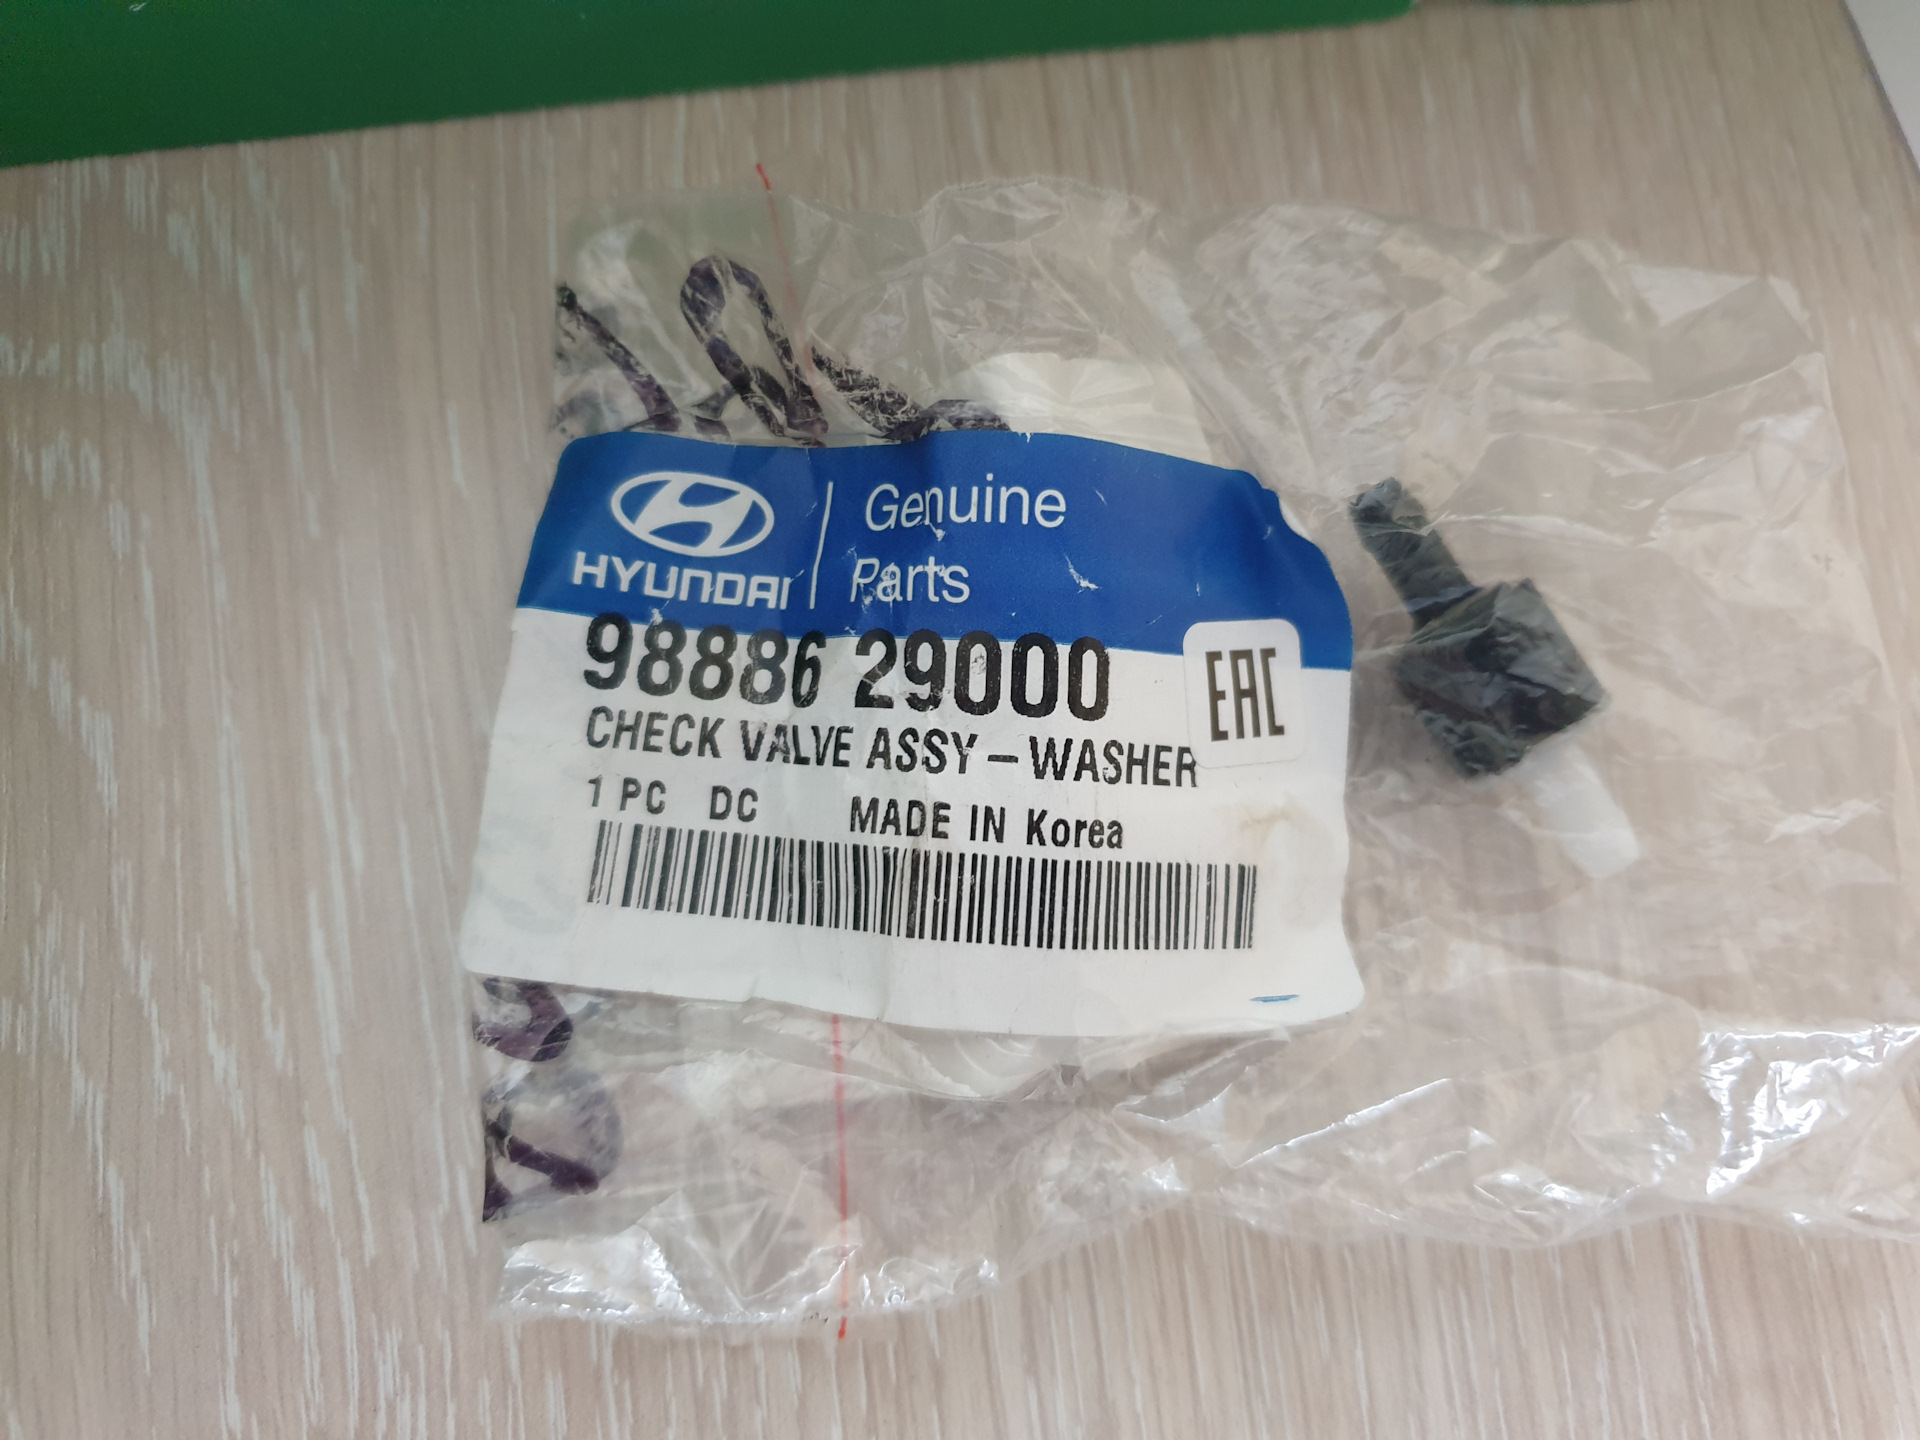 HYUNDAI
Genuine
Parts
98886 29000
EAC
CHECK VALVE ASSY - WASHER
1 PC DC MADE IN Korea